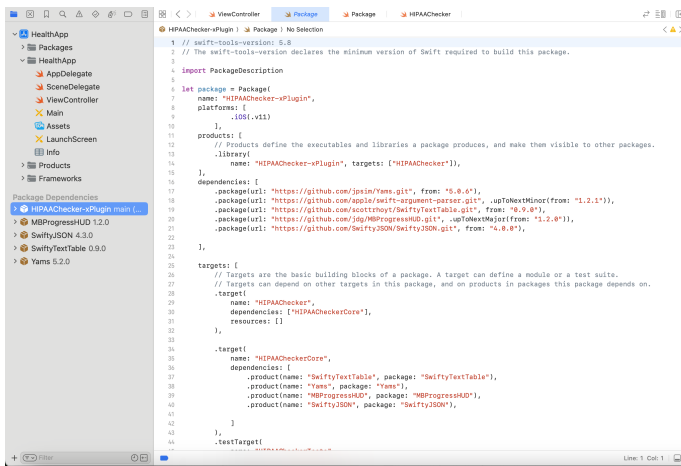 ViewController
Package
Package
HIPAAChecker
HealthApp
Packages
HealthApp
AppDelegate
SceneDelegate
ViewController
Main
Assets
LaunchScreen
Info
Products
Frameworks
Package Dependencies
HIPAAChecker-xPlugin main (...
MBProgressHUD 1.2.0
SwiftyJSON 4.3.0
SwiftyTextTable 0.9.0
Yams 5.2.0
Filter
HIPAAChecker-xPlugin
Package
No Selection
1 // swift-tools-version: 5.8
2 // The swift-tools-version declares the minimum version of Swift required to build this package.
3
4 import PackageDescription
5
6 let package = Package(
7 name: "HIPAAChecker-xPlugin",
8 platforms: [
9 .iOS(.v11)
10 ],
11 products: [
12 // Products define the executables and libraries a package produces, and make them visible to other packages.
13 .library(
14 name: "HIPAAChecker-xPlugin", targets: ["HIPAAChecker"]),
15 ],
16 dependencies: [
17 .package(url: "https://github.com/jpsim/Yams.git", from: "5.0.6"),
18 .package(url: "https://github.com/apple/swift-argument-parser.git", .upToNextMinor(from: "1.2.1")),
19 .package(url: "https://github.com/scottrhoyt/SwiftyTextTable.git", from: "0.9.0"),
20 .package(url: "https://github.com/jdg/MBProgressHUD.git", .upToNextMajor(from: "1.2.0")),
21 .package(url: "https://github.com/SwiftyJSON/SwiftyJSON.git", from: "4.0.0"),
22
23 ],
24
25 targets: [
26 // Targets are the basic building blocks of a package. A target can define a module or a test suite.
27 // Targets can depend on other targets in this package, and on products in packages this package depends on.
28 .target(
29 name: "HIPAAChecker",
30 dependencies: ["HIPAACheckerCore"],
31 resources: []
32 ),
33
34 .target(
35 name: "HIPAACheckerCore",
36 dependencies: [
37 .product(name: "SwiftyTextTable", package: "SwiftyTextTable"),
38 .product(name: "Yams", package: "Yams"),
39 .product(name: "MBProgressHUD", package: "MBProgressHUD"),
40 .product(name: "SwiftyJSON", package: "SwiftyJSON"),
41
42 ]
43 ),
44 .testTarget(
Line: 1 Col: 1